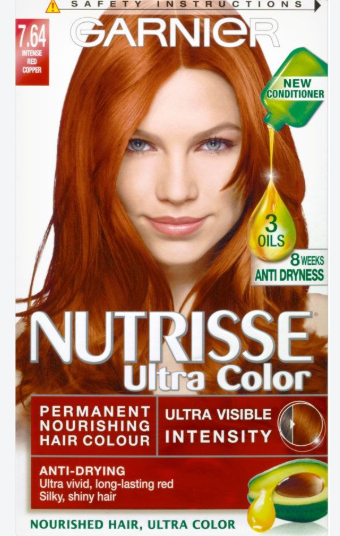 SAFETY INSTRUCTIONS
GARNIER
7.64
INTENSE
RED
COPPER
NEW
CONDITIONER
3
OILS
8 WEEKS
ANTI DRYNESS
NUTRISSE
Ultra Color
PERMANENT
NOURISHING
HAIR COLOUR
ULTRA VISIBLE
INTENSITY
ANTI-DRYING
Ultra vivid, long-lasting red
Silky, shiny hair
NOURISHED HAIR, ULTRA COLOR